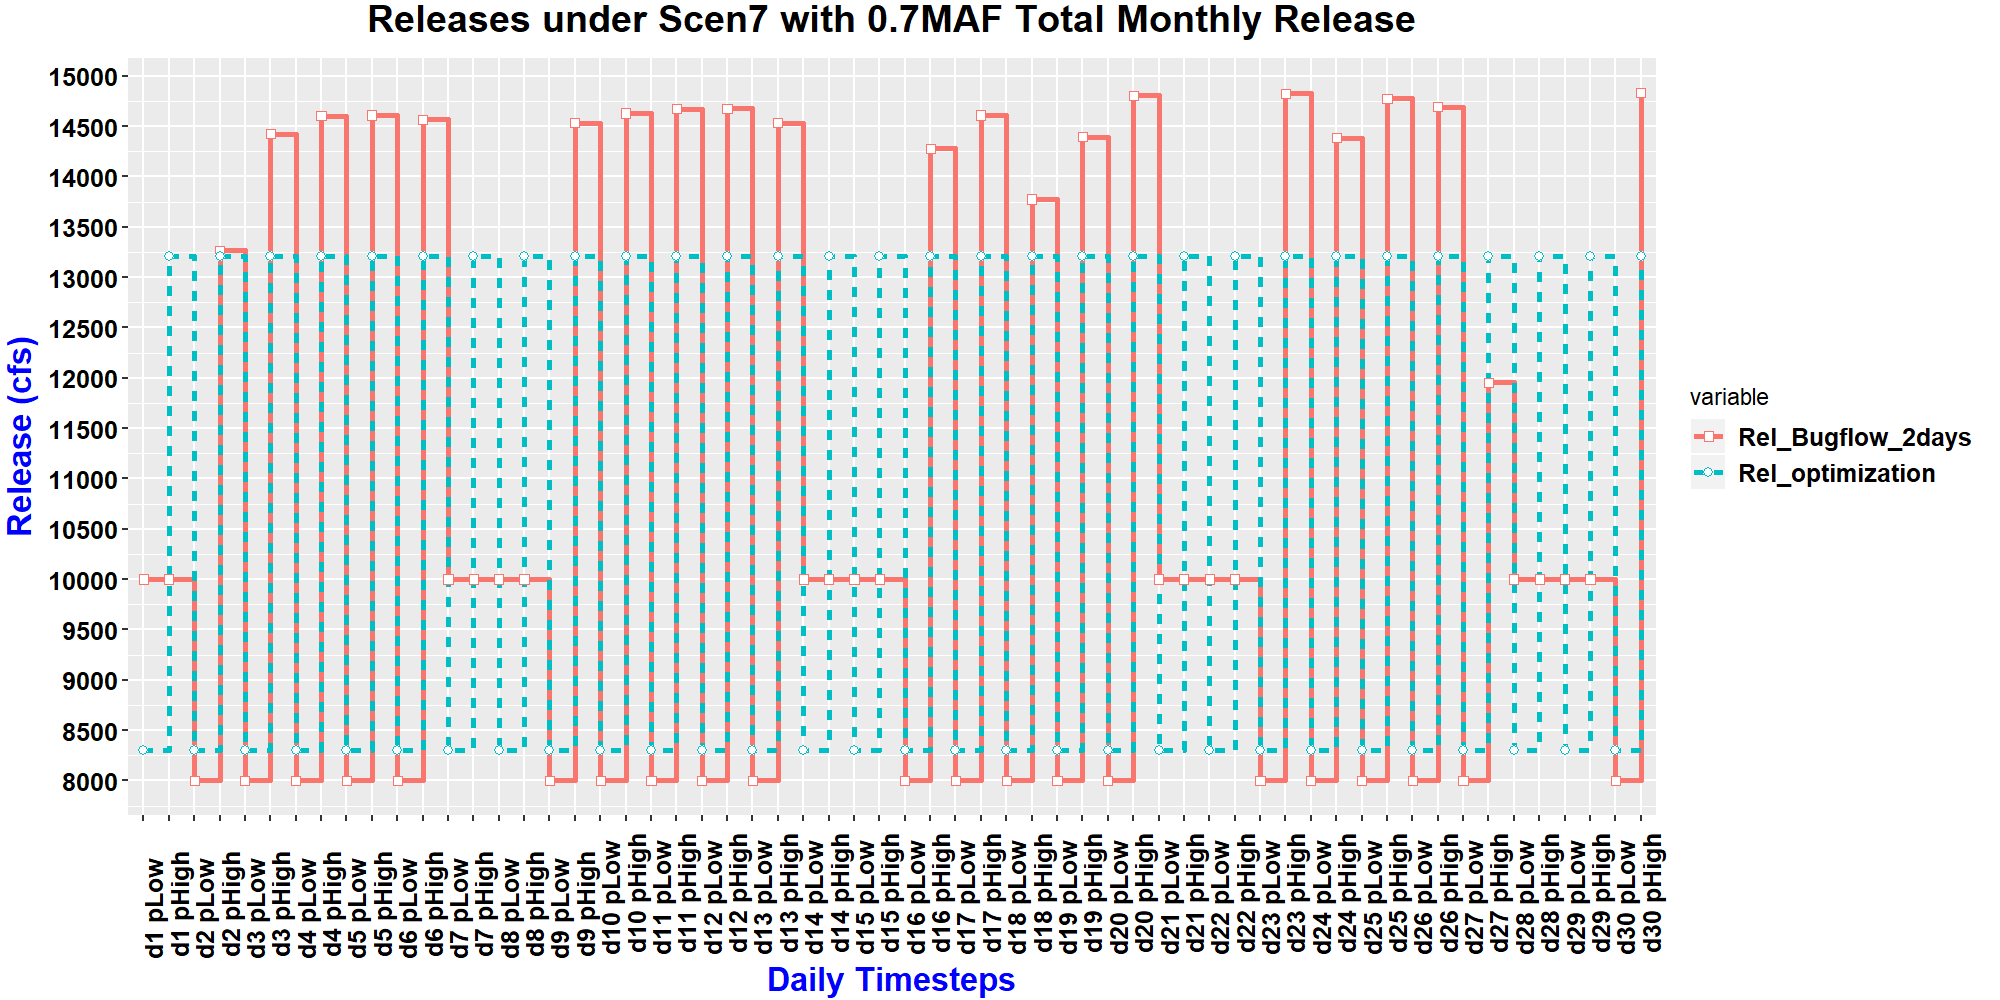 Releases under Scen7 with 0.7MAF Total Monthly Release
Release (cfs)
15000
14500
14000
13500
13000
12500
12000
11500
11000
10500
10000
9500
9000
8500
8000
d1 pLow
d1 pHigh
d2 pLow
d2 pHigh
d3 pLow
d3 pHigh
d4 pLow
d4 pHigh
d5 pLow
d5 pHigh
d6 pLow
d6 pHigh
d7 pLow
d7 pHigh
d8 pLow
d8 pHigh
d9 pLow
d9 pHigh
d10 pLow
d10 pHigh
d11 pLow
d11 pHigh
d12 pLow
d12 pHigh
d13 pLow
d13 pHigh
d14 pLow
d14 pHigh
d15 pLow
d15 pHigh
d16 pLow
d16 pHigh
d17 pLow
d17 pHigh
d18 pLow
d18 pHigh
d19 pLow
d19 pHigh
d20 pLow
d20 pHigh
d21 pLow
d21 pHigh
d22 pLow
d22 pHigh
d23 pLow
d23 pHigh
d24 pLow
d24 pHigh
d25 pLow
d25 pHigh
d26 pLow
d26 pHigh
d27 pLow
d27 pHigh
d28 pLow
d28 pHigh
d29 pLow
d29 pHigh
d30 pLow
d30 pHigh
Daily Timesteps
variable
Rel_Bugflow_2days
Rel_optimization